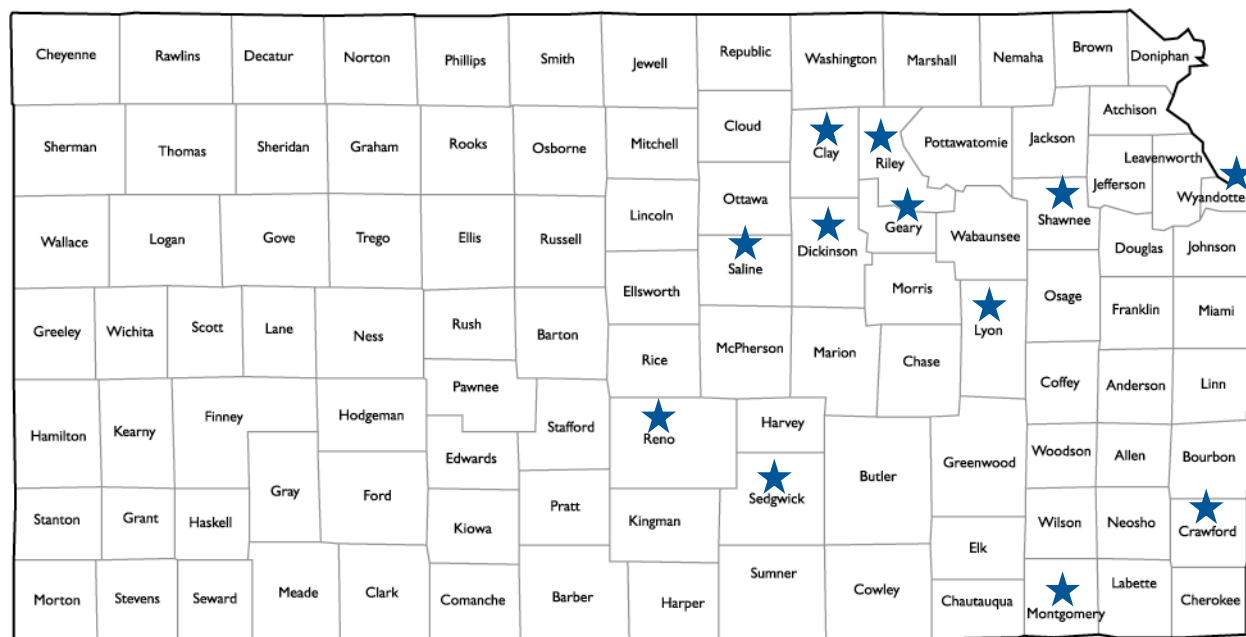 Cheyenne
Rawlins
Decatur
Norton
Phillips
Smith
Jewell
Republic
Washington
Marshall
Nemaha
Brown
Doniphan
Sherman
Thomas
Sheridan
Graham
Rooks
Osborne
Mitchell
Cloud
Clay
Riley
Pottawatomie
Jackson
Atchison
Jefferson
Leavenworth
Wyandotte
Wallace
Logan
Gove
Trego
Ellis
Russell
Lincoln
Ottawa
Saline
Dickinson
Geary
Wabaunsee
Shawnee
Douglas
Johnson
Ellsworth
Morris
Lyon
Osage
Franklin
Miami
Greeley
Wichita
Scott
Lane
Ness
Rush
Barton
Rice
McPherson
Marion
Chase
Coffey
Anderson
Linn
Pawnee
Hamilton
Kearny
Finney
Hodgeman
Stafford
Reno
Harvey
Edwards
Sedgwick
Butler
Greenwood
Woodson
Allen
Bourbon
Gray
Ford
Stanton
Grant
Haskell
Kiowa
Pratt
Kingman
Elk
Wilson
Neosho
Crawford
Morton
Stevens
Seward
Meade
Clark
Comanche
Barber
Harper
Sumner
Cowley
Chautauqua
Montgomery
Labette
Cherokee